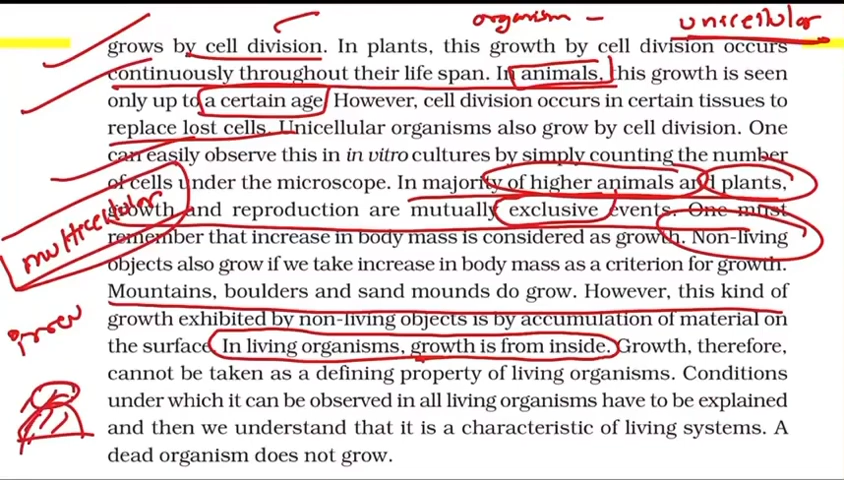 organism –
unicellular
grows by cell division. In plants, this growth by cell division occurs
continuously throughout their life span. In animals, this growth is seen
only up to a certain age. However, cell division occurs in certain tissues to
replace lost cells. Unicellular organisms also grow by cell division. One
can easily observe this in in vitro cultures by simply counting the number
of cells under the microscope. In majority of higher animals and plants,
growth and reproduction are mutually exclusive events. One must
remember that increase in body mass is considered as growth. Non-living
objects also grow if we take increase in body mass as a criterion for growth.
Mountains, boulders and sand mounds do grow. However, this kind of
growth exhibited by non-living objects is by accumulation of material on
the surface. In living organisms, growth is from inside. Growth, therefore,
cannot be taken as a defining property of living organisms. Conditions
under which it can be observed in all living organisms have to be explained
and then we understand that it is a characteristic of living systems. A
dead organism does not grow.
multicellular